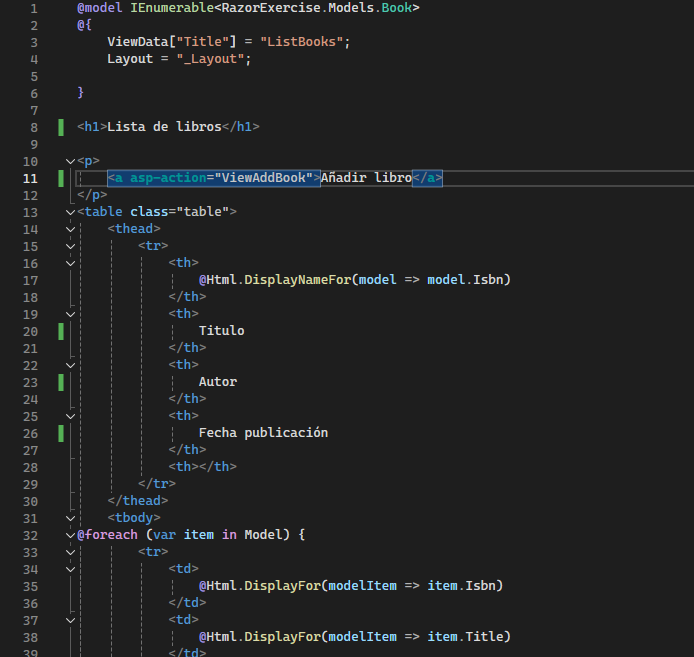 1 @model IEnumerable<RazorExercise.Models.Book>
2 @{
3 ViewData["Title"] = "ListBooks";
4 Layout = "_Layout";
5
6 }
7
8 <h1>Lista de libros</h1>
9
10 <p>
11 <a asp-action="ViewAddBook">Añadir libro</a>
12 </p>
13 <table class="table">
14 <thead>
15 <tr>
16 <th>
17 @Html.DisplayNameFor(model => model.Isbn)
18 </th>
19 <th>
20 Titulo
21 </th>
22 <th>
23 Autor
24 </th>
25 <th>
26 Fecha publicación
27 </th>
28 <th></th>
29 </tr>
30 </thead>
31 <tbody>
32 @foreach (var item in Model) {
33 <tr>
34 <td>
35 @Html.DisplayFor(modelItem => item.Isbn)
36 </td>
37 <td>
38 @Html.DisplayFor(modelItem => item.Title)
39 </td>